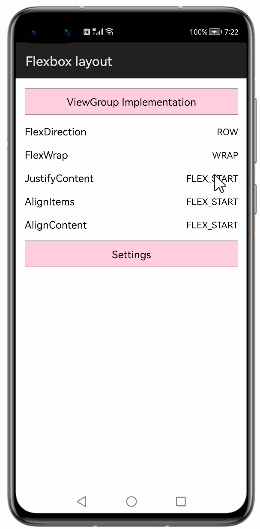 100% 7:22
Flexbox layout
ViewGroup Implementation
FlexDirection ROW
FlexWrap WRAP
JustifyContent FLEX_START
AlignItems FLEX_START
AlignContent FLEX_START
Settings